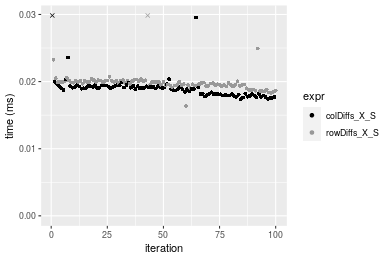 0.03
0.02
0.01
0.00
time (ms)
0
25
50
75
100
iteration
expr
colDiffs_X_S
rowDiffs_X_S